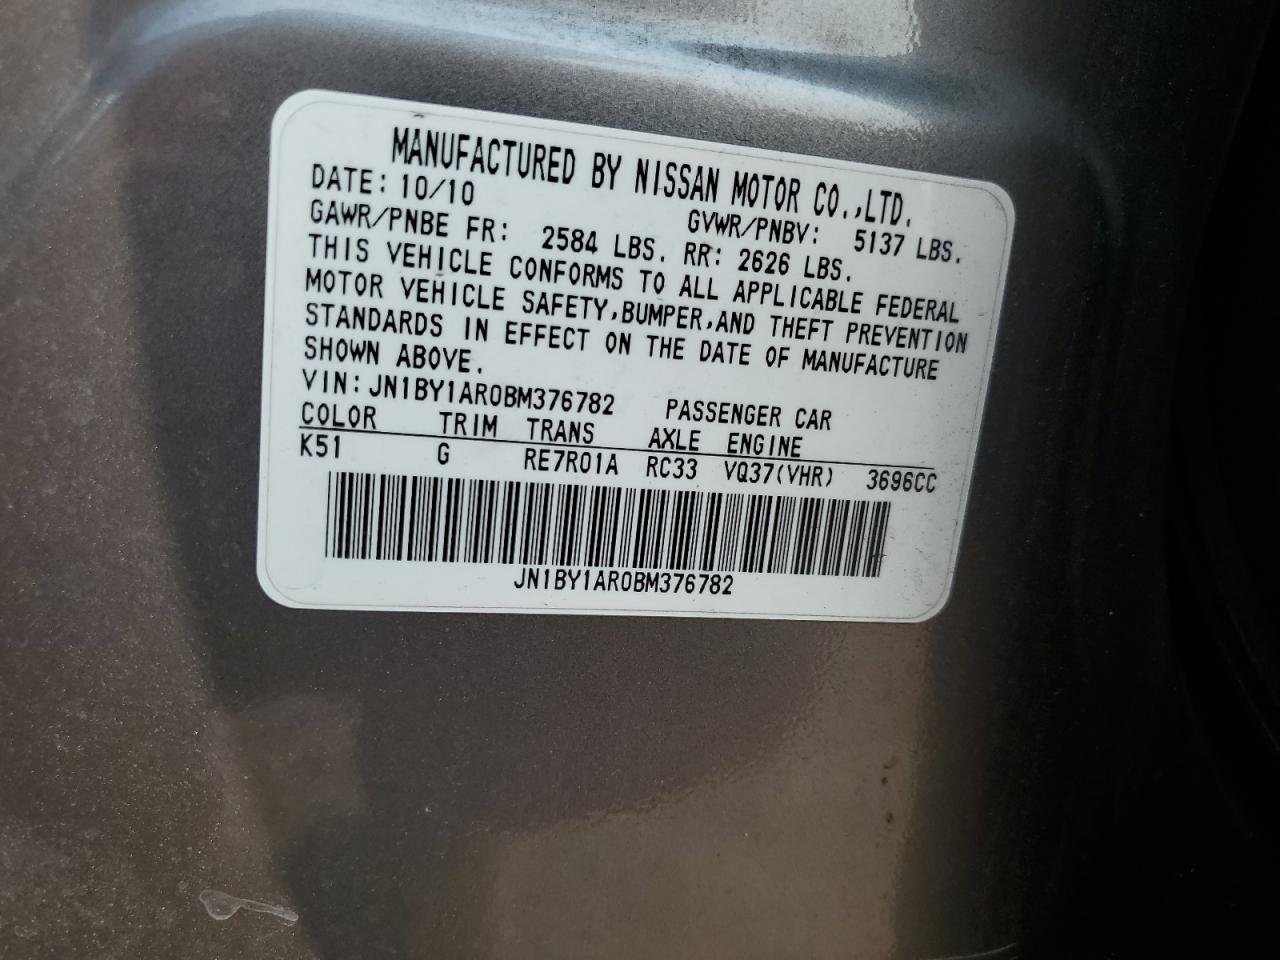 MANUFACTURED BY NISSAN MOTOR CO.,LTD.
DATE: 10/10 GVWR/PNBV: 5137 LBS.
GAWR/PNBE FR: 2584 LBS. RR: 2626 LBS.
THIS VEHICLE CONFORMS TO ALL APPLICABLE FEDERAL
MOTOR VEHICLE SAFETY,BUMPER,AND THEFT PREVENTION
STANDARDS IN EFFECT ON THE DATE OF MANUFACTURE
SHOWN ABOVE.
VIN: JN1BY1AR0BM376782 PASSENGER CAR
COLOR TRIM TRANS AXLE ENGINE
K51 G RE7R01A RC33 VQ37(VHR) 3696CC
JN1BY1AR0BM376782